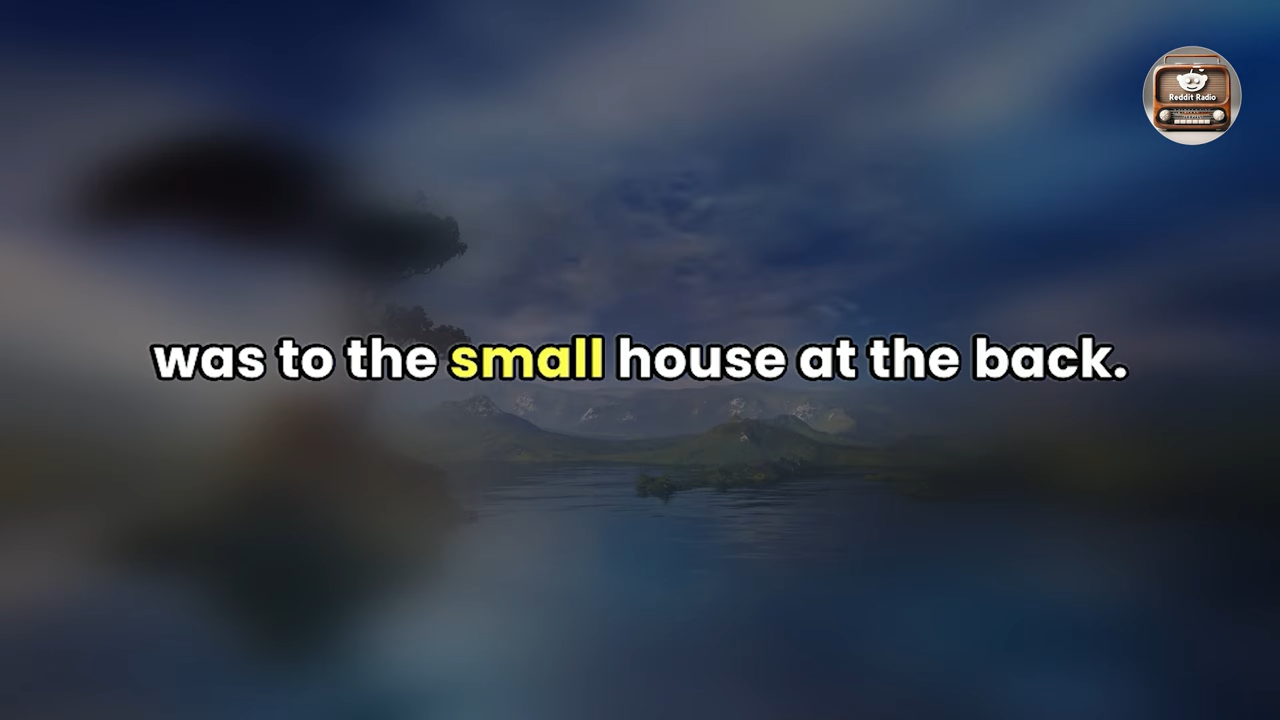 Reddit Radio
was to the small house at the back.